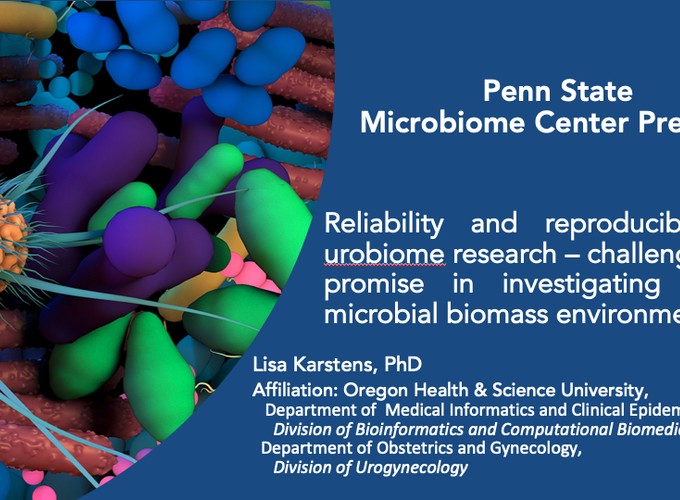 Penn State
Microbiome Center Pre
Reliability and reproducib
urobiome research – challeng
promise in investigating
microbial biomass environme
Lisa Karstens, PhD
Affiliation: Oregon Health & Science University,
Department of Medical Informatics and Clinical Epidem
Division of Bioinformatics and Computational Biomedic
Department of Obstetrics and Gynecology,
Division of Urogynecology